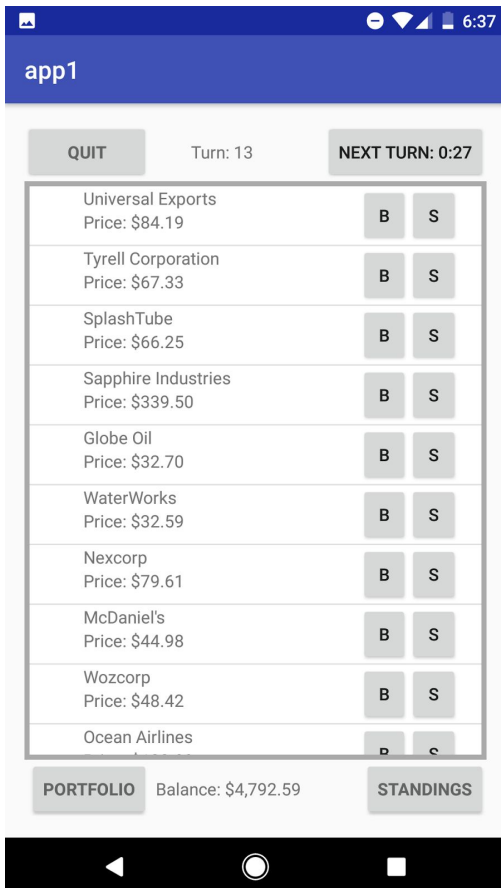 6:37
app1
QUIT Turn: 13 NEXT TURN: 0:27
Universal Exports
Price: $84.19
B S
Tyrell Corporation
Price: $67.33
B S
SplashTube
Price: $66.25
B S
Sapphire Industries
Price: $339.50
B S
Globe Oil
Price: $32.70
B S
WaterWorks
Price: $32.59
B S
Nexcorp
Price: $79.61
B S
McDaniel's
Price: $44.98
B S
Wozcorp
Price: $48.42
B S
Ocean Airlines
B S
PORTFOLIO Balance: $4,792.59 STANDINGS